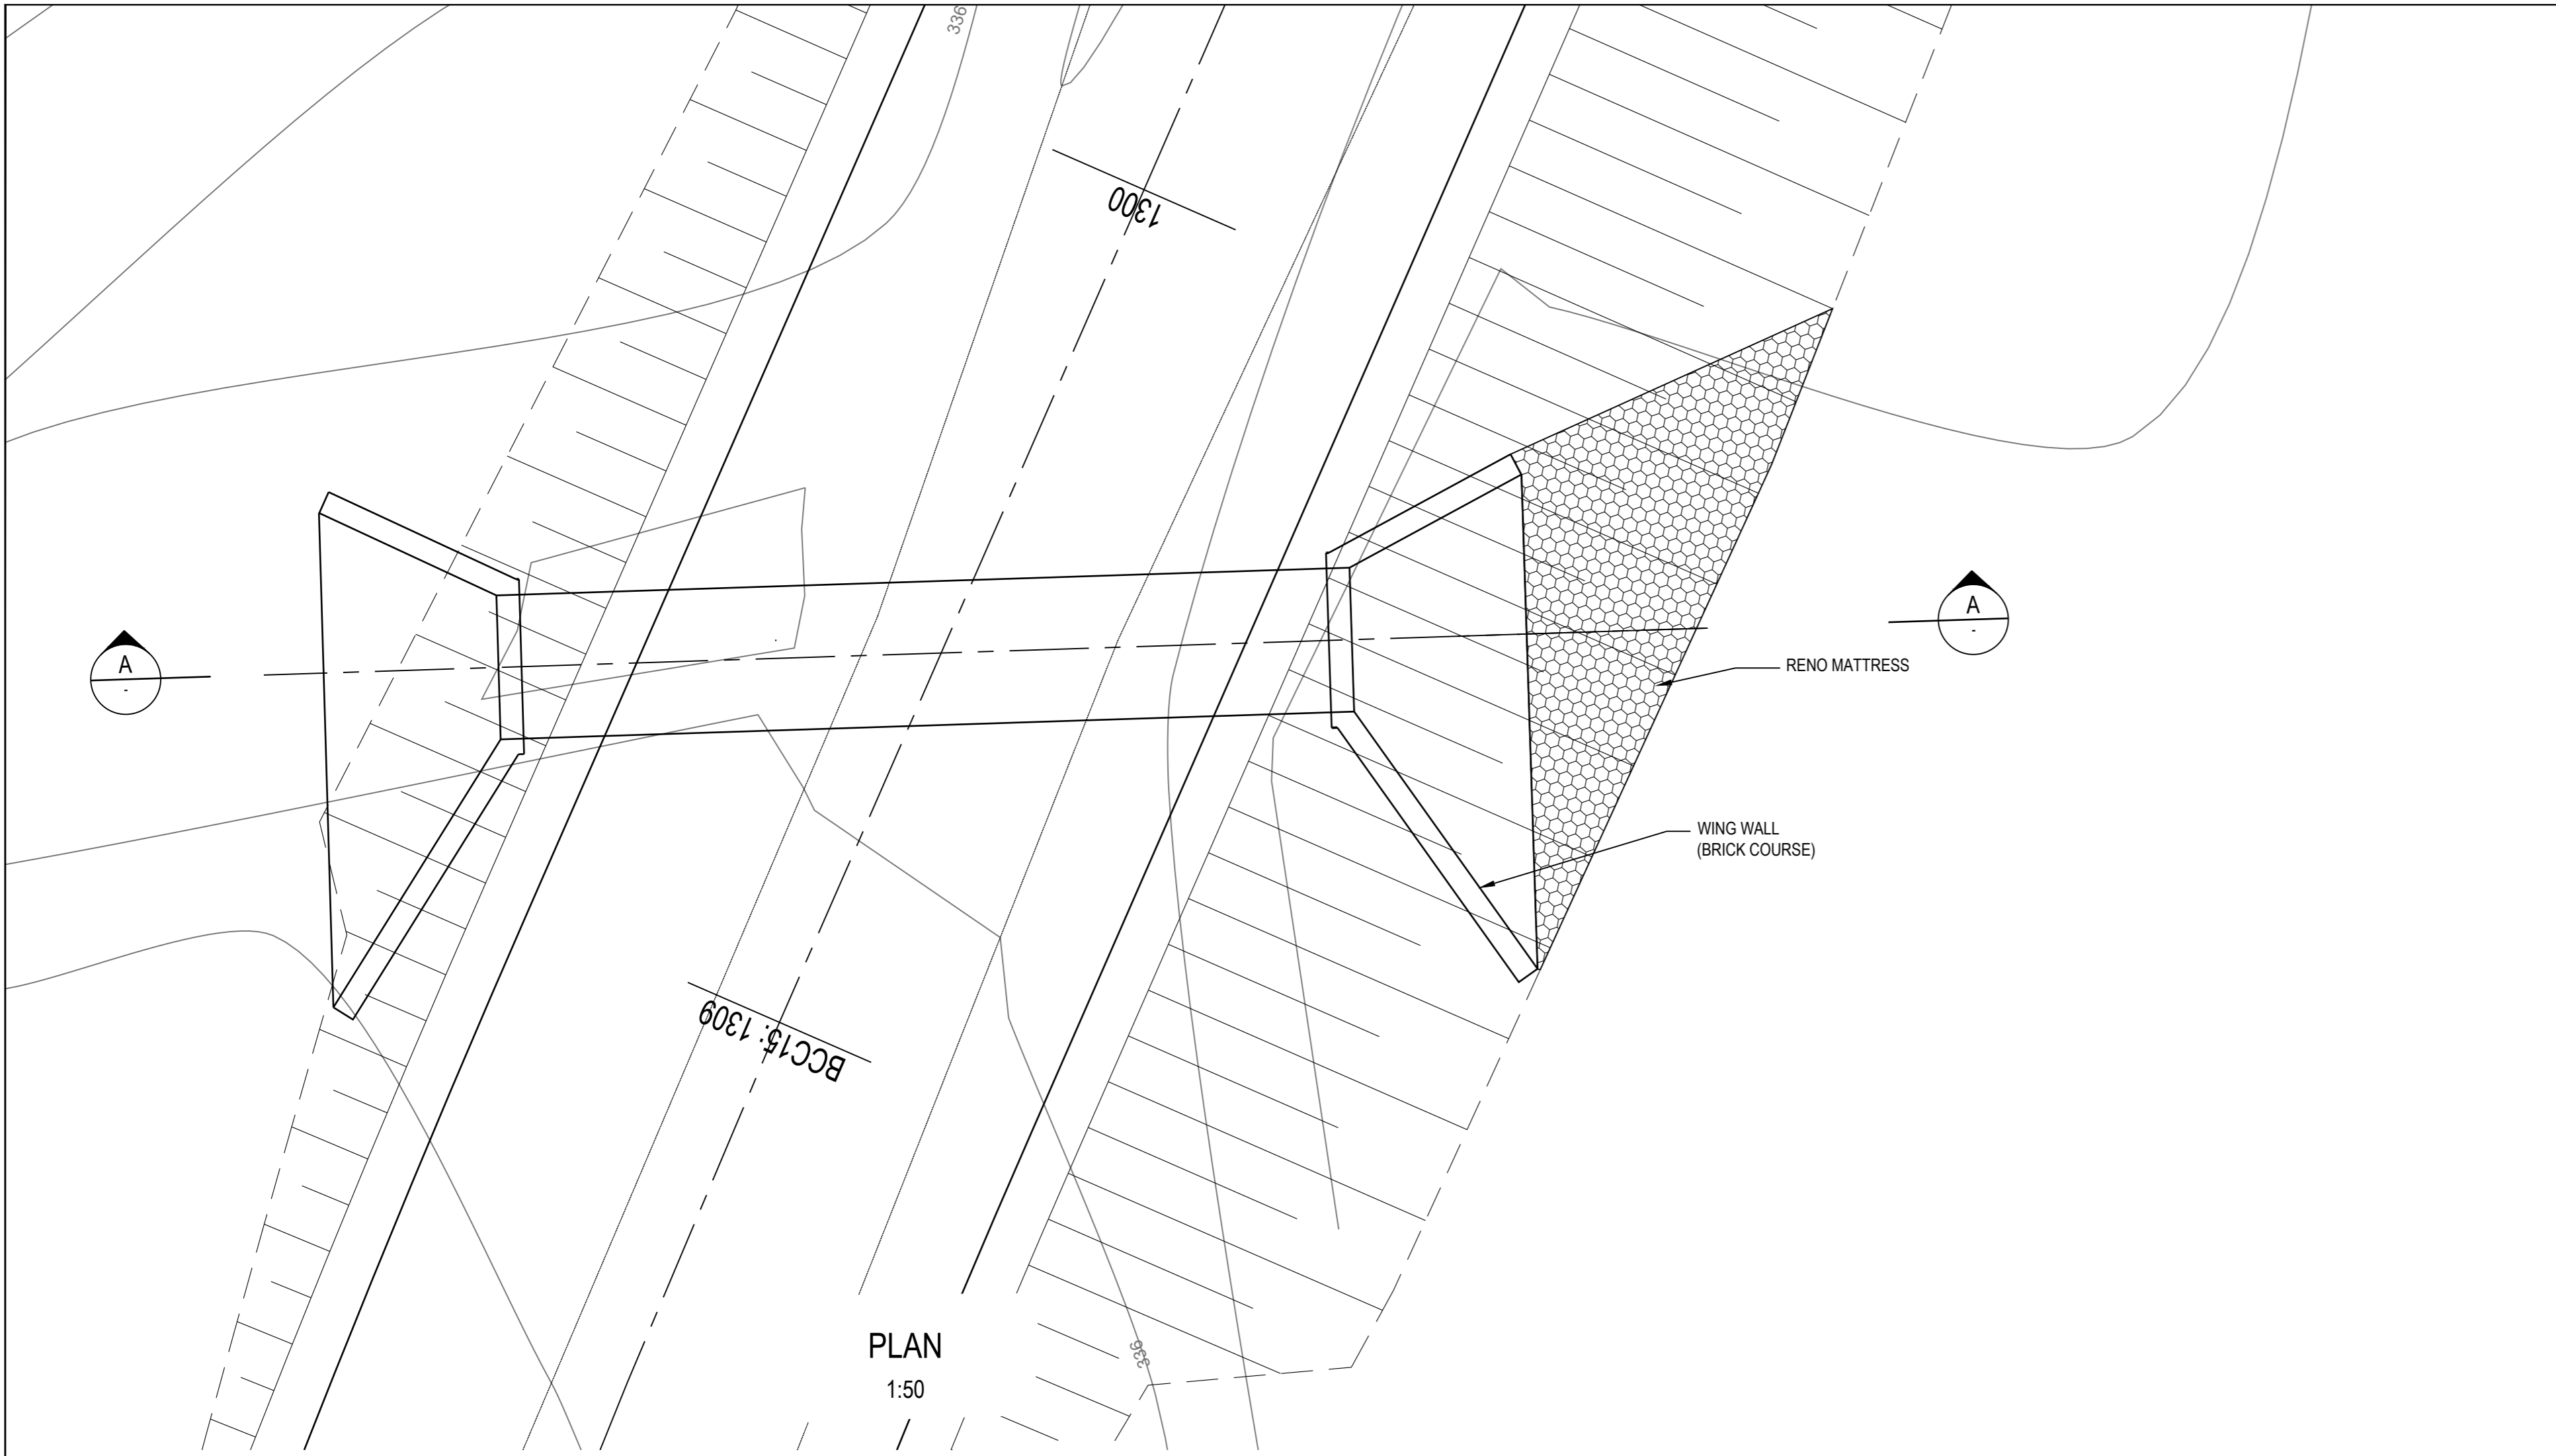 336
1300
A
-
A
-
RENO MATTRESS
WING WALL
(BRICK COURSE)
BCC15: 1309
PLAN
1:50
336